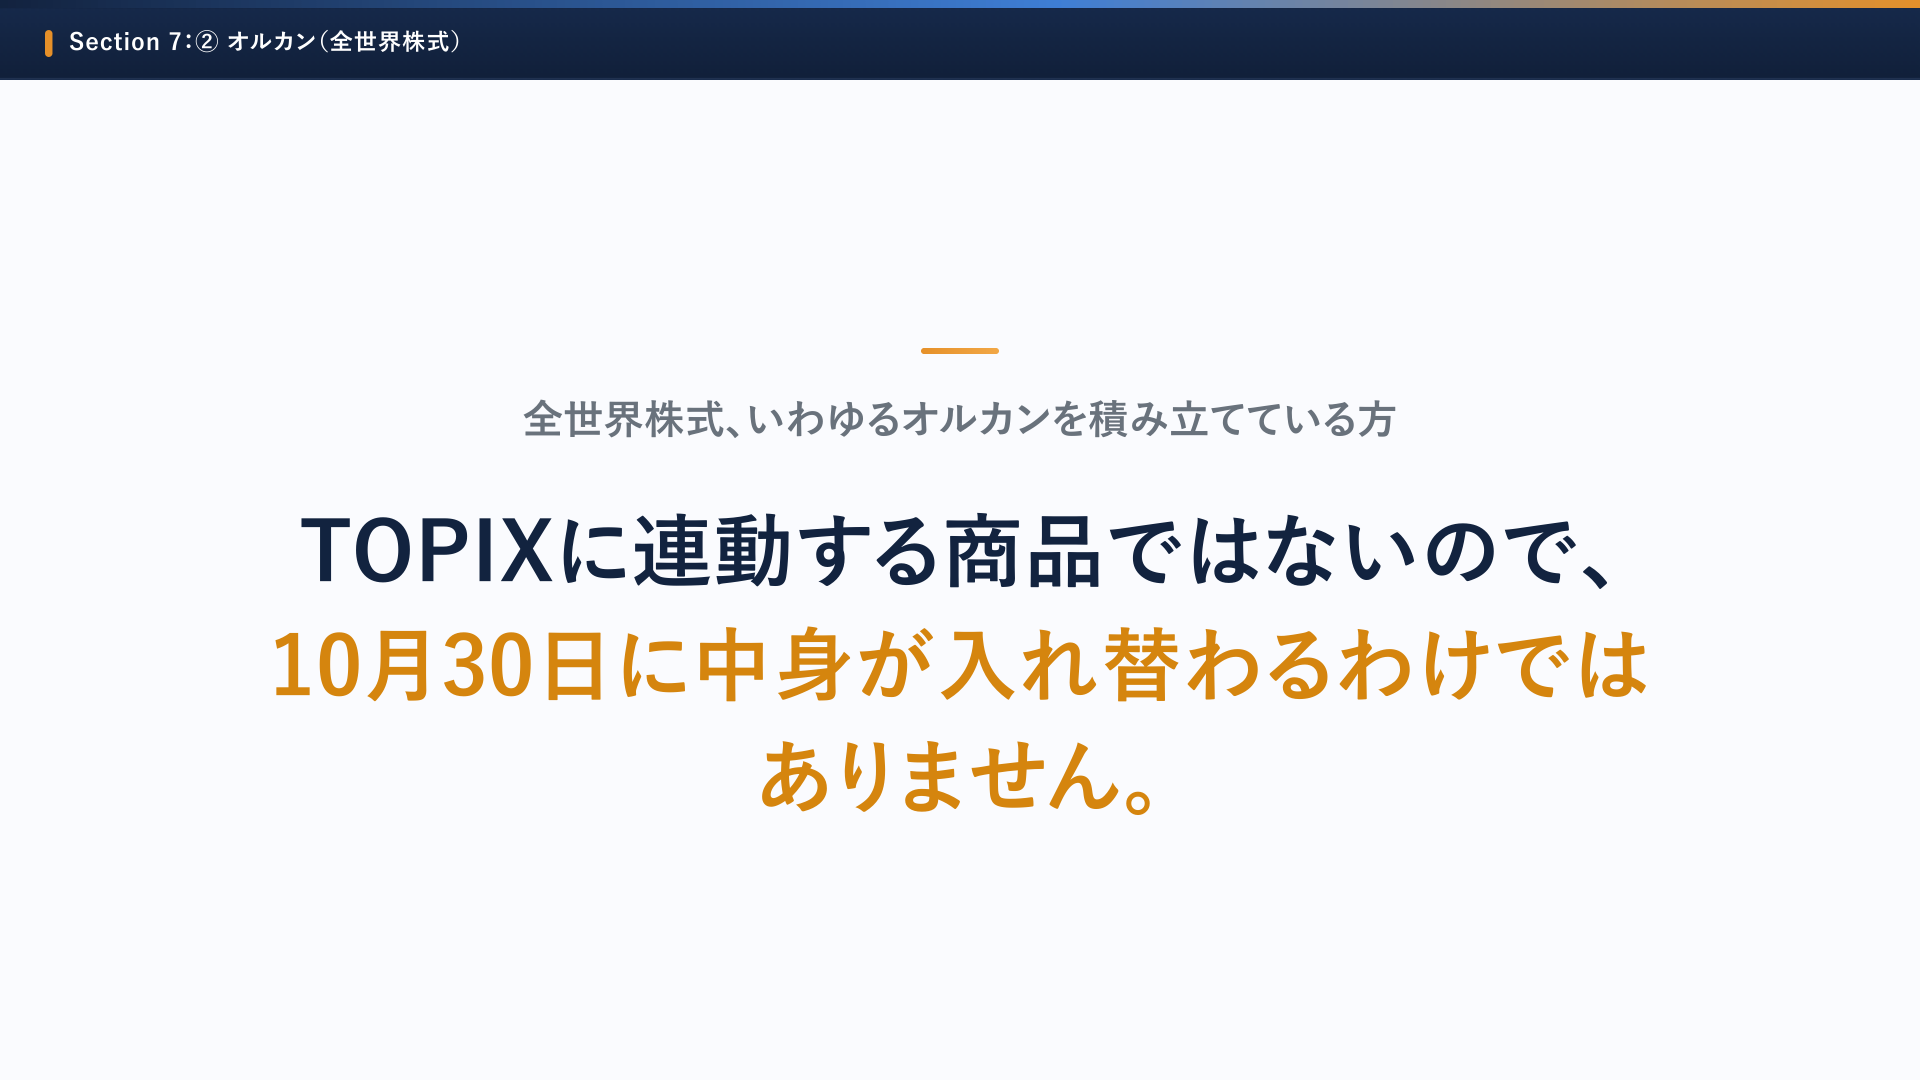 Section 7：② オルカン（全世界株式）
全世界株式、いわゆるオルカンを積み立てている方
TOPIXに連動する商品ではないので、
10月30日に中身が入れ替わるわけでは
ありません。